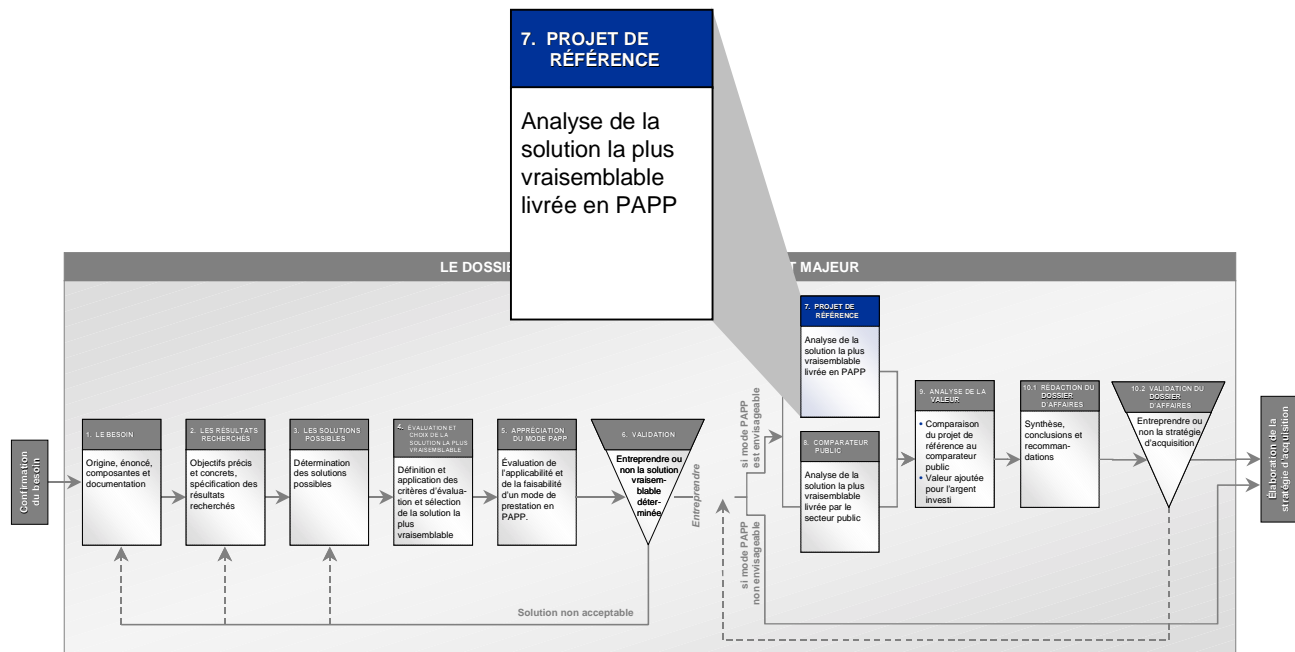 7. PROJET DE
RÉFÉRENCE
Analyse de la
solution la plus
vraisemblable
livrée en PAPP
LE DOSSIE
T MAJEUR
Confirmation
du besoin
1. LE BESOIN
Origine, énoncé,
composantes et
documentation
2. LES RÉSULTATS
RECHERCHÉS
Objectifs précis
et concrets,
spécification des
résultats
recherchés
3. LES SOLUTIONS
POSSIBLES
Détermination
des solutions
possibles
4. ÉVALUATION ET
CHOIX DE LA
SOLUTION LA PLUS
VRAISEMBLABLE
Définition et
application des
critères d'évalua-
tion et sélection
de la solution la
plus
vraisemblable
5. APPRÉCIATION
DU MODE PAPP
Évaluation de
l'applicabilité et
de la faisabilité
d'un mode de
prestation en
PAPP.
6. VALIDATION
Entreprendre ou
non la solution
vraisem-
blable
déter-
minée
Entreprendre
Solution non acceptable
si mode PAPP
est envisageable
si mode PAPP
non envisageable
7. PROJET DE
RÉFÉRENCE
Analyse de la
solution la plus
vraisemblable
livrée en PAPP
8. COMPARATEUR
PUBLIC
Analyse de la
solution la plus
vraisemblable
livrée par le
secteur public
9. ANALYSE DE LA
VALEUR
• Comparaison
du projet de
référence au
comparateur
public
• Valeur ajoutée
pour l'argent
investi
10.1 RÉDACTION DU
DOSSIER
D'AFFAIRES
Synthèse,
conclusions et
recomman-
dations
10.2 VALIDATION DU
DOSSIER
D'AFFAIRES
Entreprendre ou
non la stratégie
d'acquisition
Élaboration de la
stratégie d'acquisition